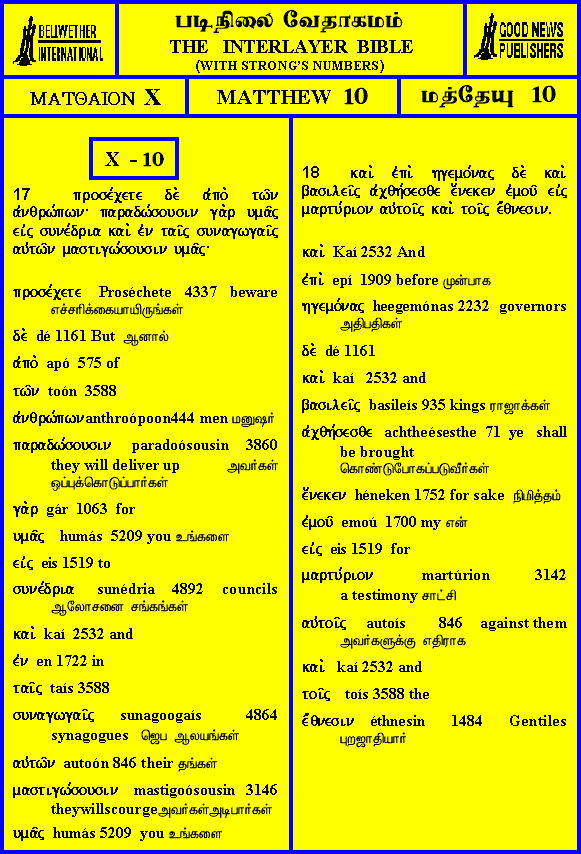 BELLWETHER
INTERNATIONAL
படிநிலை வேதாகமம்
THE INTERLAYER BIBLE
(WITH STRONG'S NUMBERS)
GOOD NEWS
PUBLISHERS
ΜΑΤΘΑΙΟΝ X
MATTHEW 10
மத்தேயு 10
X - 10
17 προσέχετε δὲ ἀπὸ τῶν
ἀνθρώπων· παραδώσουσιν γὰρ υμᾶς
εἰς συνέδρια καὶ ἐν ταῖς συναγωγαῖς
αὐτῶν μαστιγώσουσιν υμᾶς·
προσέχετε Proséchete 4337 beware
எச்சரிக்கையாயிருங்கள்
δὲ dé 1161 But ஆனால்
ἀπὸ apó 575 of
τῶν toón 3588
ἀνθρώπωνanthroópoon444 men மனுஷர்
παραδώσουσιν paradoósousin 3860
they will deliver up அவர்கள்
ஒப்புக்கொடுப்பார்கள்
γὰρ gár 1063 for
υμᾶς humás 5209 you உங்களை
εἰς eis 1519 to
συνέδρια sunédria 4892 councils
ஆலோசனை சங்கங்கள்
καὶ kaí 2532 and
ἐν en 1722 in
ταῖς taís 3588
συναγωγαῖς sunagoogaís 4864
synagogues ஜெப ஆலயங்கள்
αὐτῶν autoón 846 their தங்கள்
μαστιγώσουσιν mastigoósousin 3146
theywillscourgeஅவர்கள்அடிபார்கள்
υμᾶς humás 5209 you உங்களை
18 καὶ ἐπὶ ηγεμόνας δὲ καὶ
βασιλεῖς ἀχθήσεσθε ἕνεκεν ἐμοῦ εἰς
μαρτύριον αὐτοῖς καὶ τοῖς ἔθνεσιν.
καὶ Kaí 2532 And
ἐπὶ epí 1909 before முன்பாக
ηγεμόνας heegemónas 2232 governors
அதிபதிகள்
δὲ dé 1161
καὶ kaí 2532 and
βασιλεῖς basileís 935 kings ராஜாக்கள்
ἀχθήσεσθε achtheésesthe 71 ye shall
be brought
கொண்டுபோகப்படுவீர்கள்
ἕνεκεν héneken 1752 for sake நிமித்தம்
ἐμοῦ emoú 1700 my என்
εἰς eis 1519 for
μαρτύριον martúrion 3142
a testimony சாட்சி
αὐτοῖς autoís 846 against them
அவர்களுக்கு எதிராக
καὶ kaí 2532 and
τοῖς toís 3588 the
ἔθνεσιν éthnesin 1484 Gentiles
புறஜாதியார்